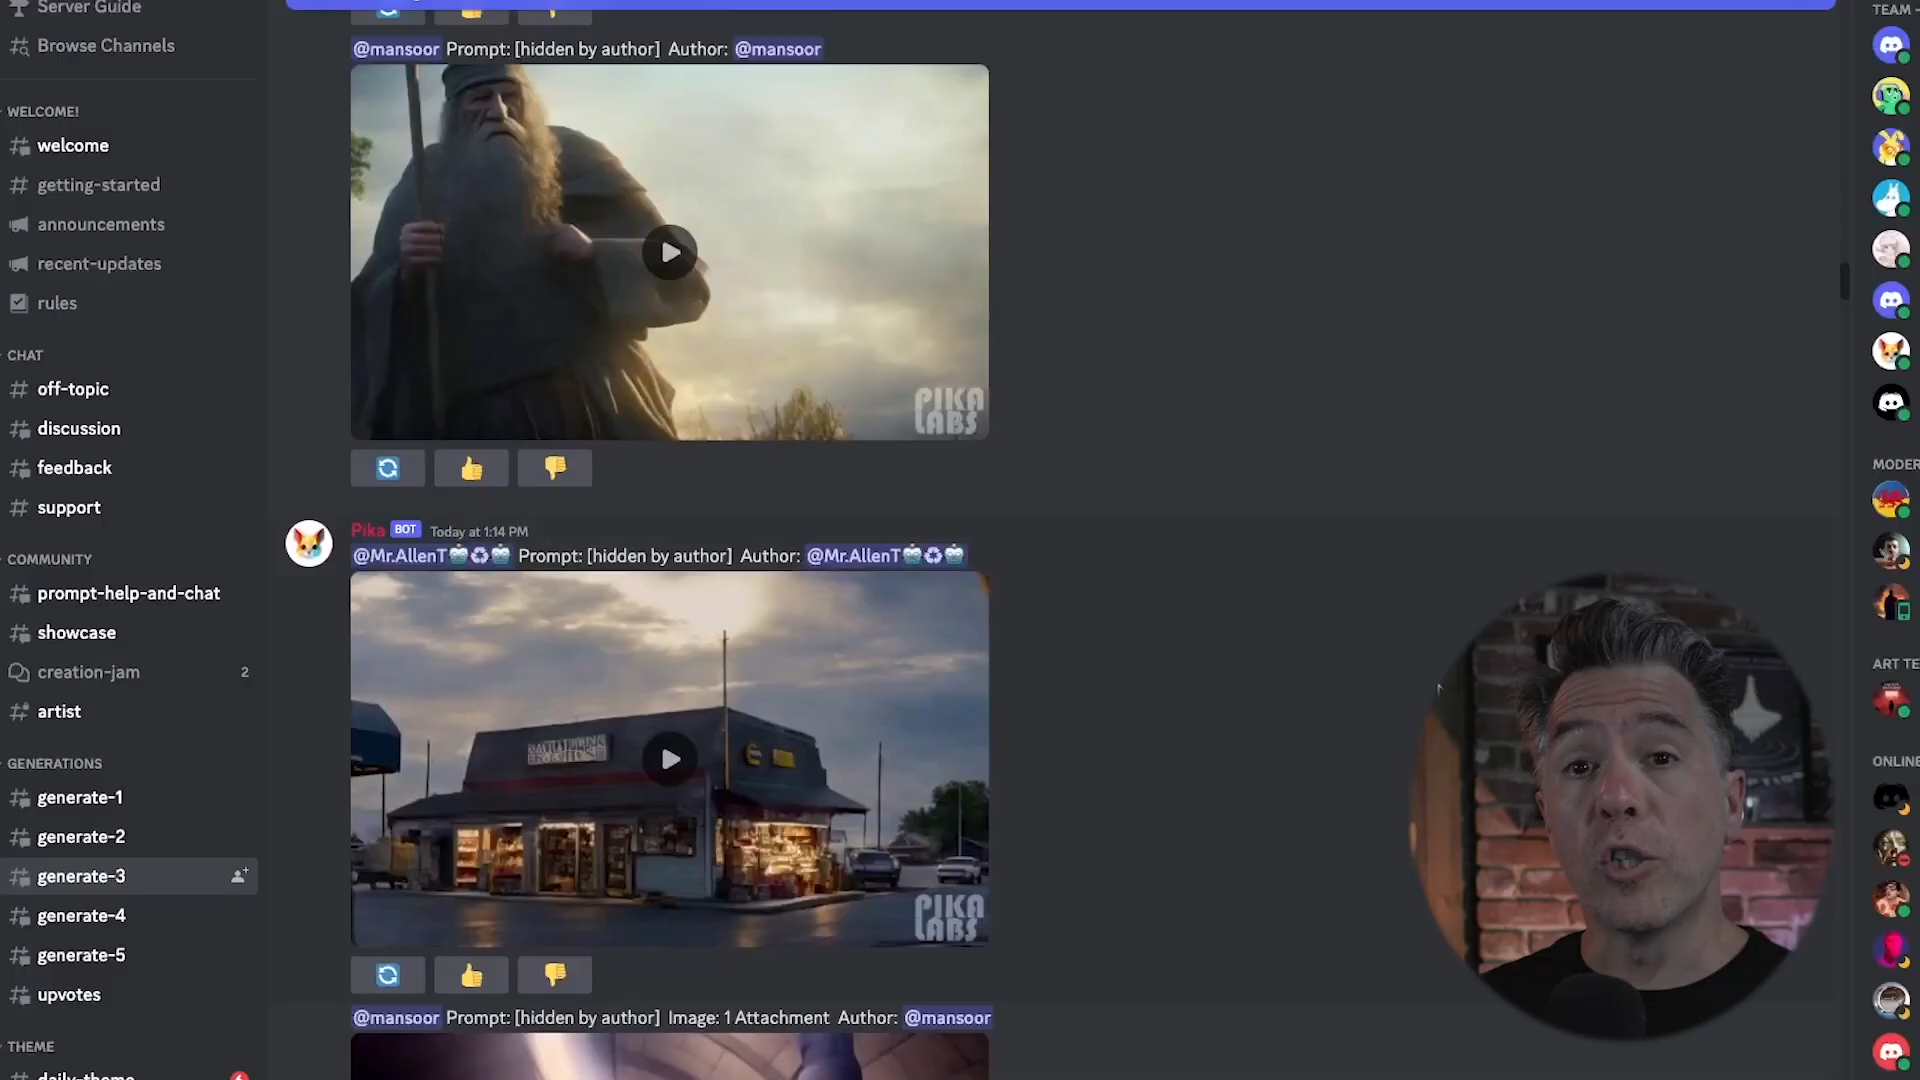 Server Guide
Browse Channels
WELCOME!
welcome
getting-started
announcements
recent-updates
rules
CHAT
off-topic
discussion
feedback
support
COMMUNITY
prompt-help-and-chat
showcase
creation-jam 2
artist
GENERATIONS
generate-1
generate-2
generate-3
generate-4
generate-5
upvotes
THEME
daily-theme
@mansoor Prompt: [hidden by author] Author: @mansoor
PIKA
LABS
Pika BOT Today at 1:14 PM
@Mr.AllenT Prompt: [hidden by author] Author: @Mr.AllenT
PIKA
LABS
@mansoor Prompt: [hidden by author] Image: 1 Attachment Author: @mansoor
TEAM -
MODER
ART TE
ONLINE